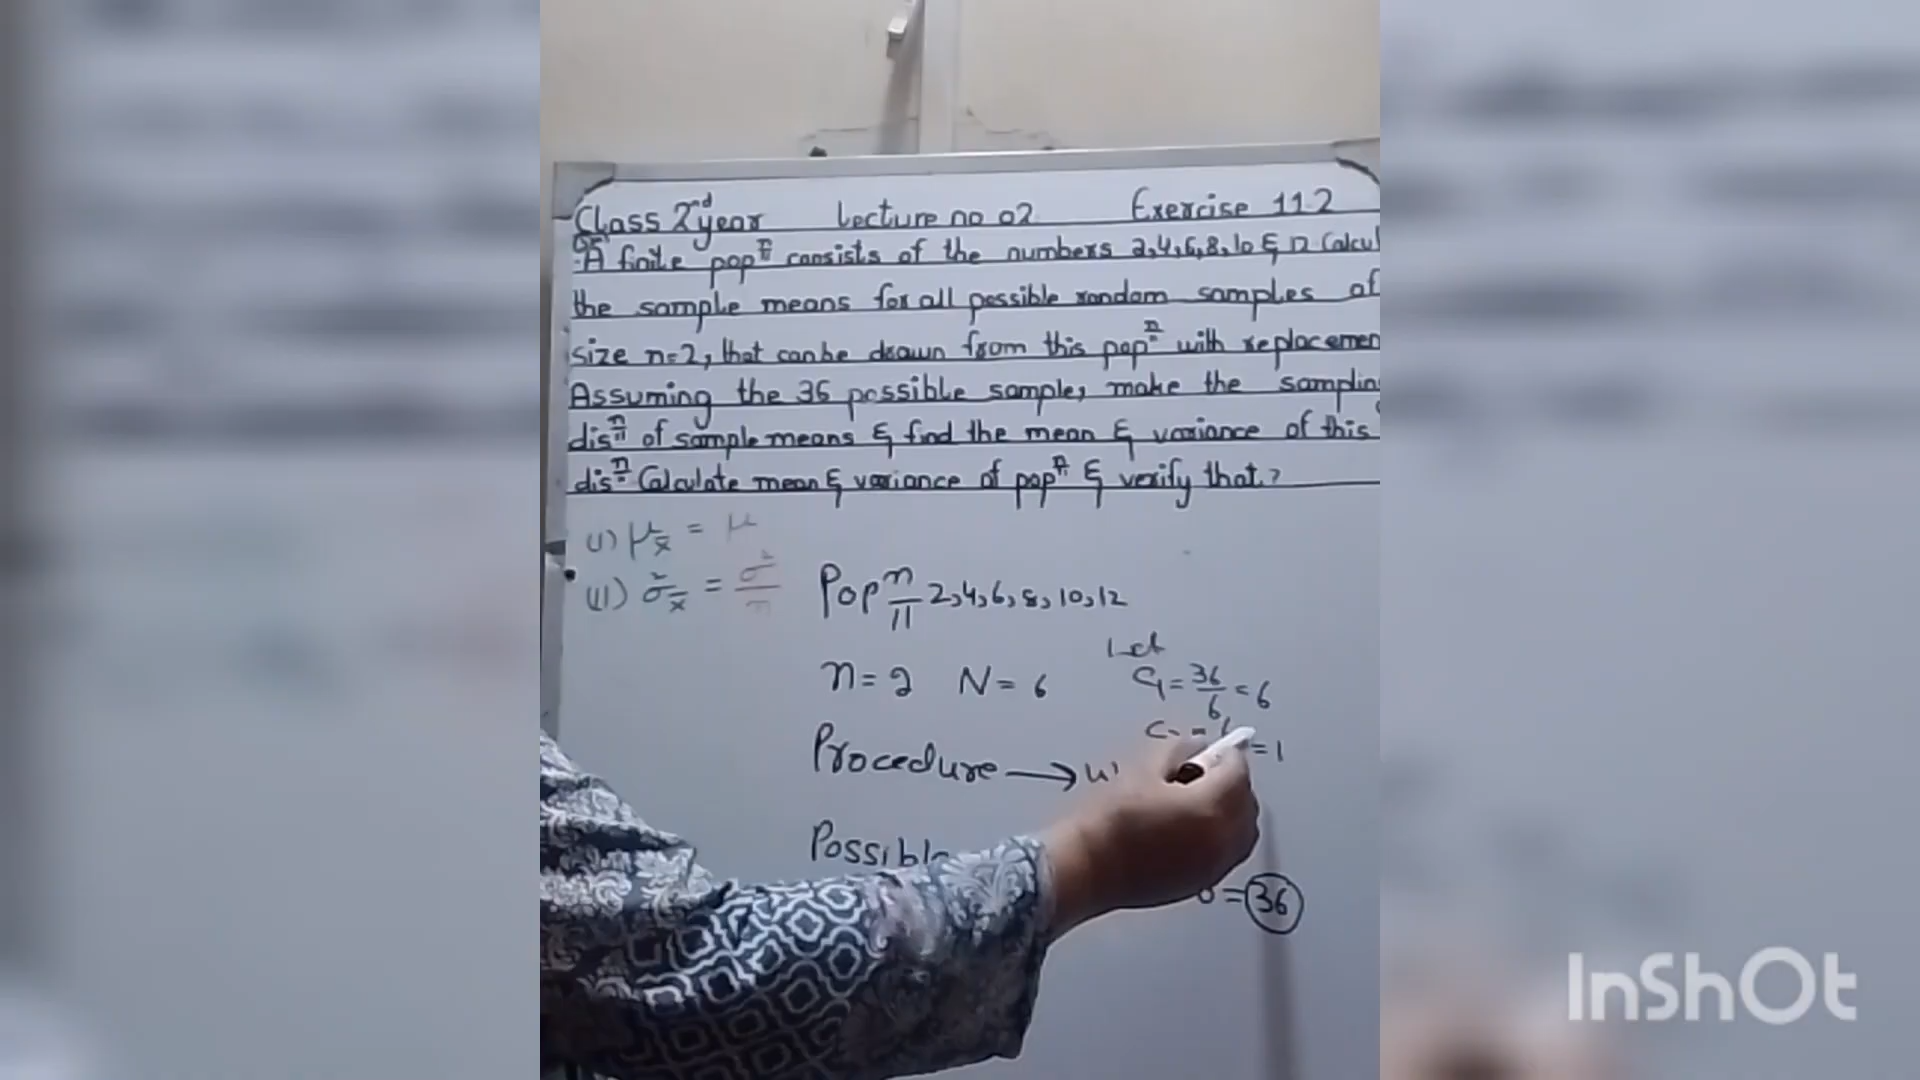 Class 2nd year Lecture no 02 Exercise 11.2
A finite popn consists of the numbers 2,4,6,8,10 & 12 Calcul
the sample means for all possible random samples of
size n=2, that can be drawn from this popn with replacemen
Assuming the 36 possible samples make the samplin
disn of sample means & find the mean & variance of this
disn Calculate mean & variance of popn & verify that?
(I) μx̄ = μ
(II) σ²x̄ = σ²/n
Popn 2,4,6,8,10,12
Let
n=2 N=6 C1=36/6=6
=1
Procedure → wi
Possible
=36
InShOt